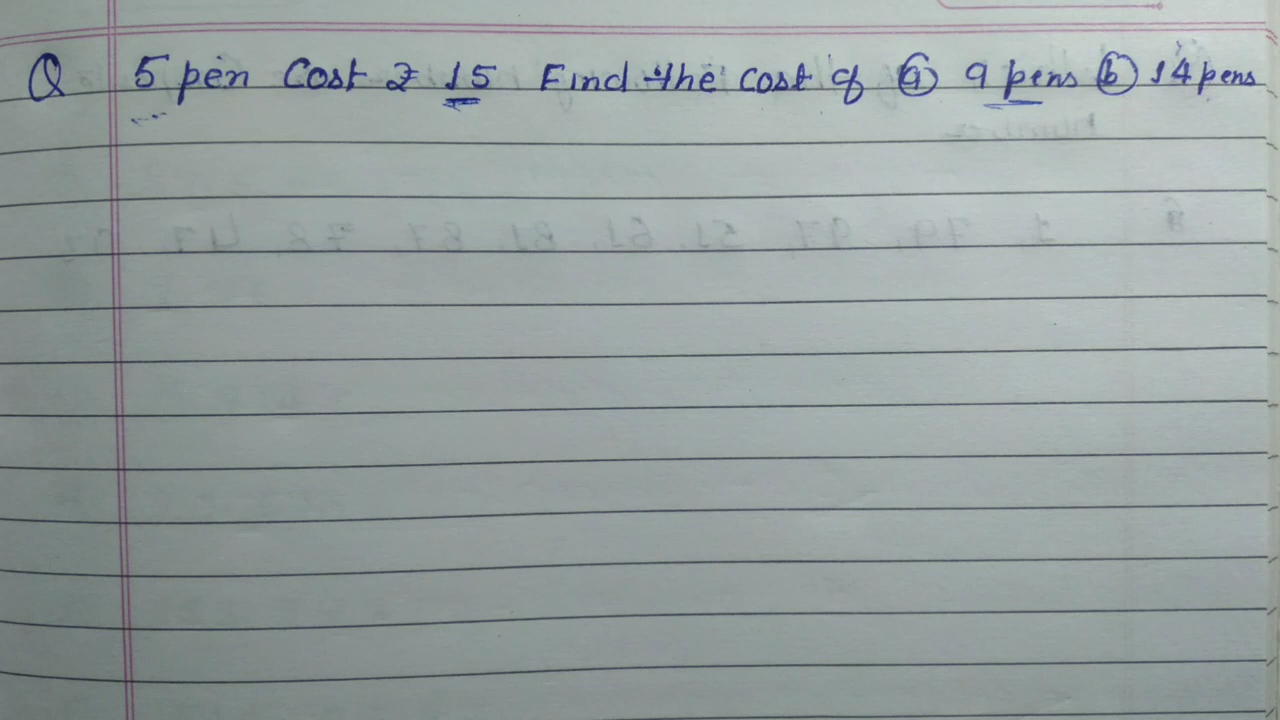 Q 5 pen Cost ₹ 15 Find the cost of (a) 9 pens (b) 14 pens